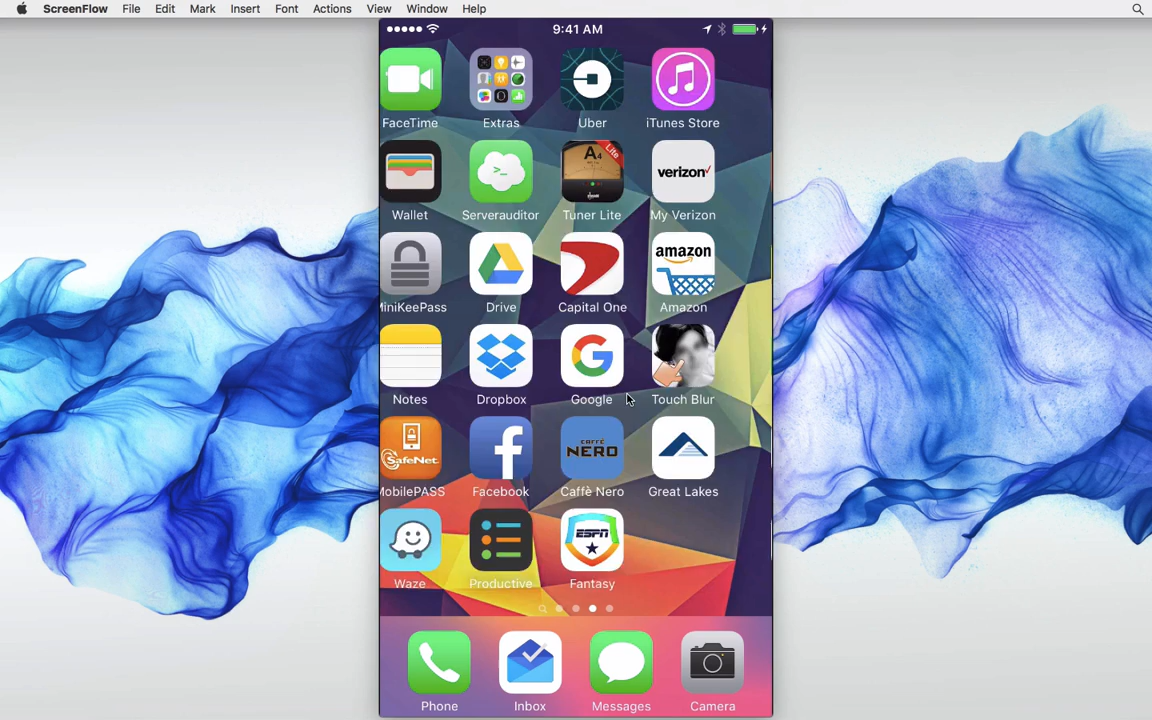 ScreenFlow File Edit Mark Insert Font Actions View Window Help
9:41 AM
FaceTime Extras Uber iTunes Store
>_ A4 Lite verizon✓
Wallet Serverauditor Tuner Lite My Verizon
amazon
MiniKeePass Drive Capital One Amazon
G
Notes Dropbox Google Touch Blur
SafeNet f CAFFÈ NERO
MobilePASS Facebook Caffè Nero Great Lakes
ESPN
Waze Productive Fantasy
Phone Inbox Messages Camera